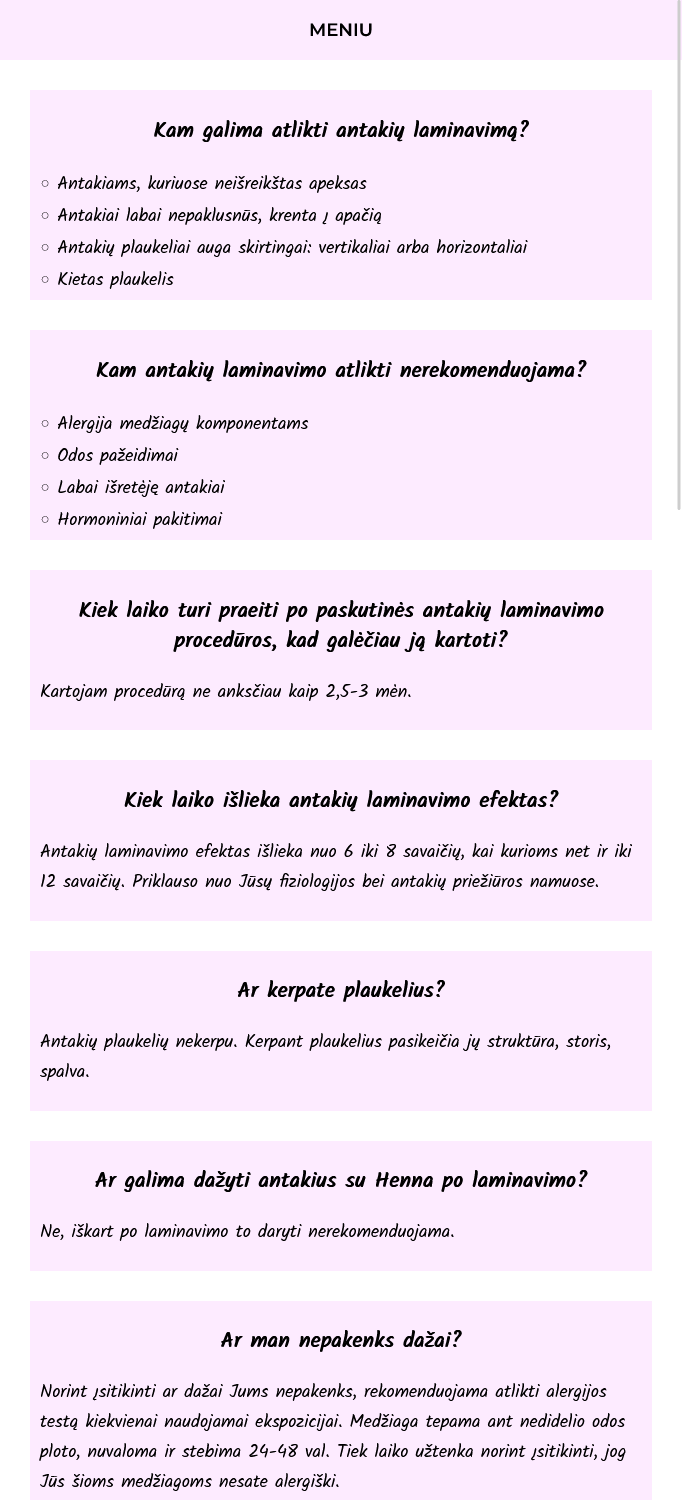 MENIU
Kam galima atlikti antakių laminavimą?
Antakiams, kuriuose neišreikštas apeksas
Antakiai labai nepaklusnūs, krenta į apačią
Antakių plaukeliai auga skirtingai: vertikaliai arba horizontaliai
Kietas plaukelis
Kam antakių laminavimo atlikti nerekomenduojama?
Alergija medžiagų komponentams
Odos pažeidimai
Labai išretėję antakiai
Hormoniniai pakitimai
Kiek laiko turi praeiti po paskutinės antakių laminavimo
procedūros, kad galėčiau ją kartoti?
Kartojam procedūrą ne anksčiau kaip 2,5-3 mėn.
Kiek laiko išlieka antakių laminavimo efektas?
Antakių laminavimo efektas išlieka nuo 6 iki 8 savaičių, kai kurioms net ir iki
12 savaičių. Priklauso nuo Jūsų fiziologijos bei antakių priežiūros namuose.
Ar kerpate plaukelius?
Antakių plaukelių nekerpu. Kerpant plaukelius pasikeičia jų struktūra, storis,
spalva.
Ar galima dažyti antakius su Henna po laminavimo?
Ne, iškart po laminavimo to daryti nerekomenduojama.
Ar man nepakenks dažai?
Norint įsitikinti ar dažai Jums nepakenks, rekomenduojama atlikti alergijos
testą kiekvienai naudojamai ekspozicijai. Medžiaga tepama ant nedidelio odos
ploto, nuvaloma ir stebima 24-48 val. Tiek laiko užtenka norint įsitikinti, jog
Jūs šioms medžiagoms nesate alergiški.